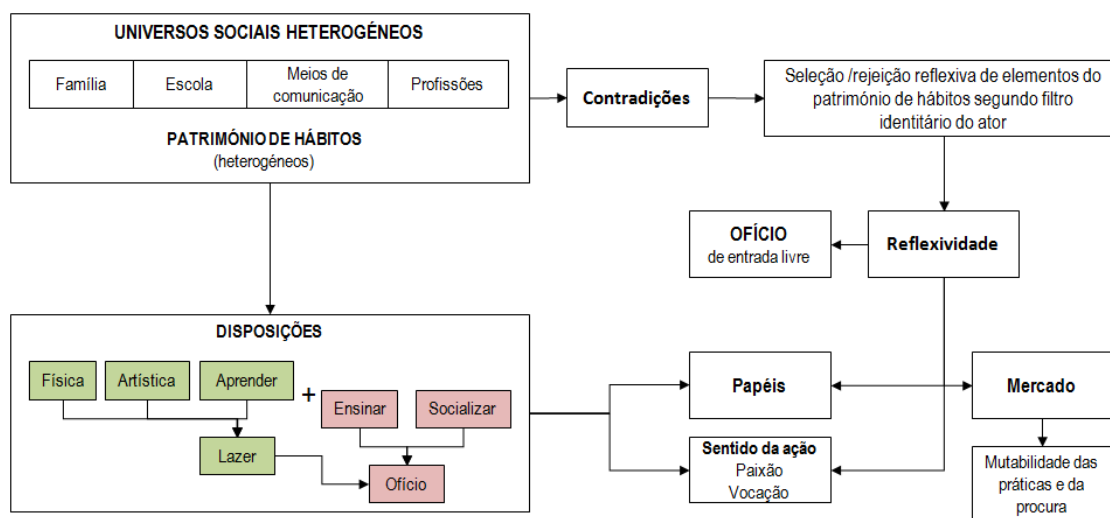 UNIVERSOS SOCIAIS HETEROGÉNEOS
Família
Escola
Meios de
comunicação
Profissões
PATRIMÓNIO DE HÁBITOS
(heterogéneos)
Contradições
Seleção /rejeição reflexiva de elementos do
património de hábitos segundo filtro
identitário do ator
OFÍCIO
de entrada livre
Reflexividade
DISPOSIÇÕES
Física
Artística
Aprender
+
Ensinar
Socializar
Lazer
Ofício
Papéis
Mercado
Sentido da ação
Paixão
Vocação
Mutabilidade das
práticas e da
procura